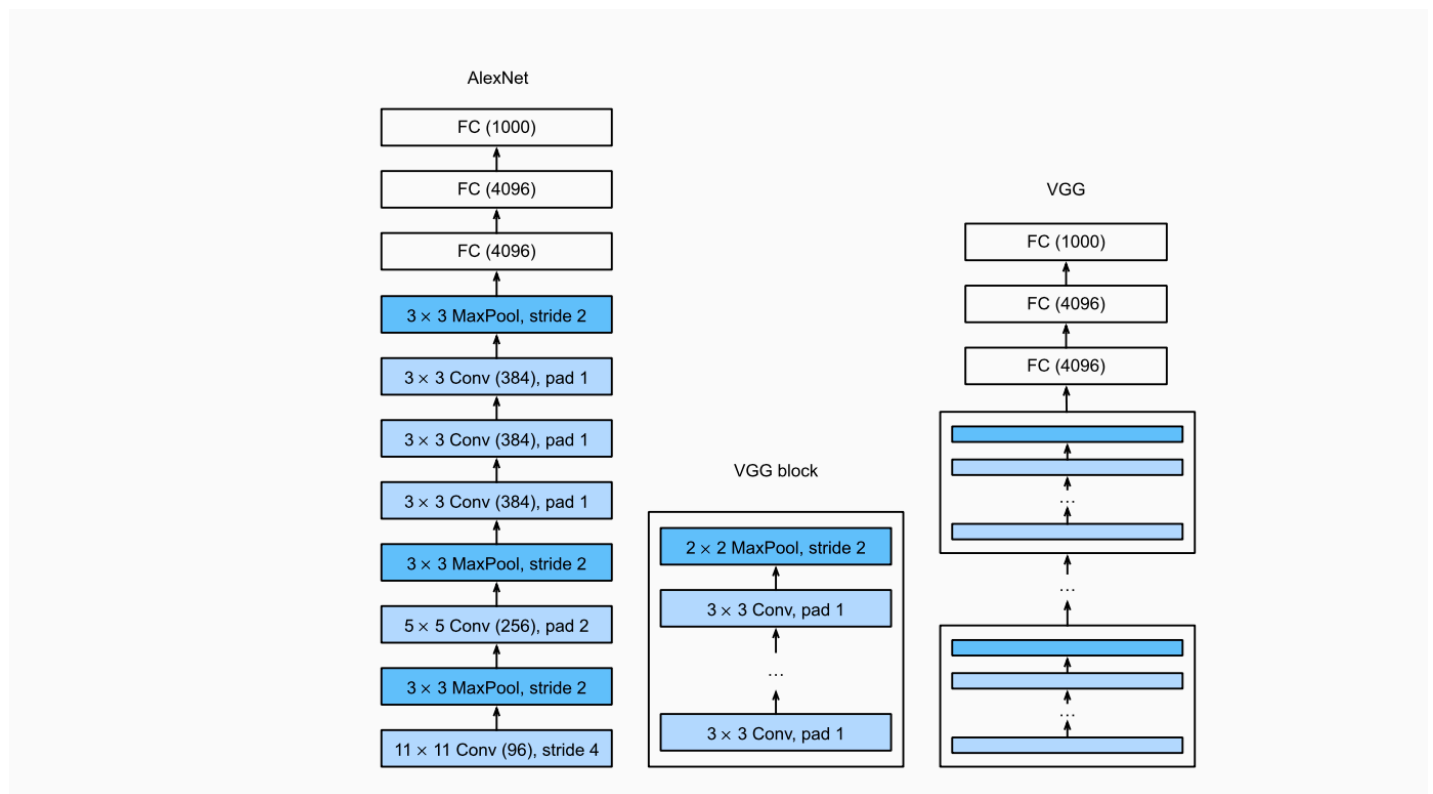 AlexNet
FC (1000)
FC (4096)
FC (4096)
3 × 3 MaxPool, stride 2
3 × 3 Conv (384), pad 1
3 × 3 Conv (384), pad 1
3 × 3 Conv (384), pad 1
3 × 3 MaxPool, stride 2
5 × 5 Conv (256), pad 2
3 × 3 MaxPool, stride 2
11 × 11 Conv (96), stride 4
VGG block
2 × 2 MaxPool, stride 2
3 × 3 Conv, pad 1
...
3 × 3 Conv, pad 1
VGG
FC (1000)
FC (4096)
FC (4096)
...
...
...